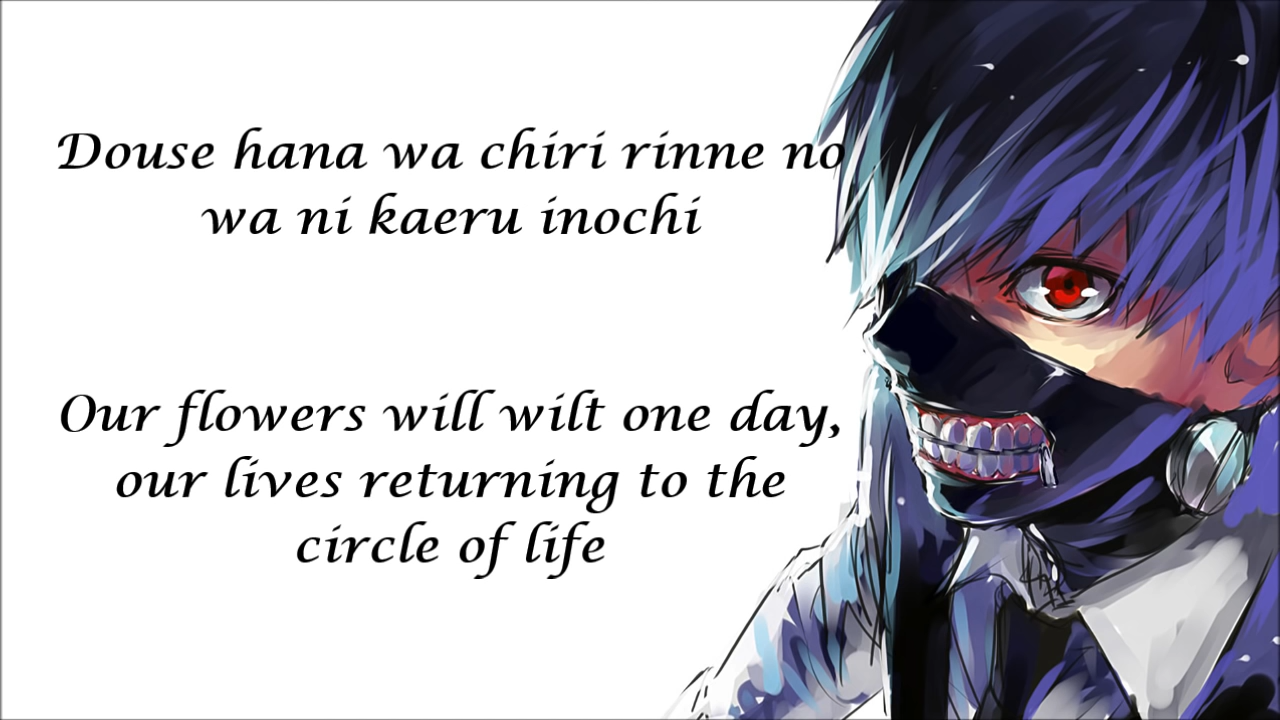 Douse hana wa chiri rinne no
wa ni kaeru inochi
Our flowers will wilt one day,
our lives returning to the
circle of life